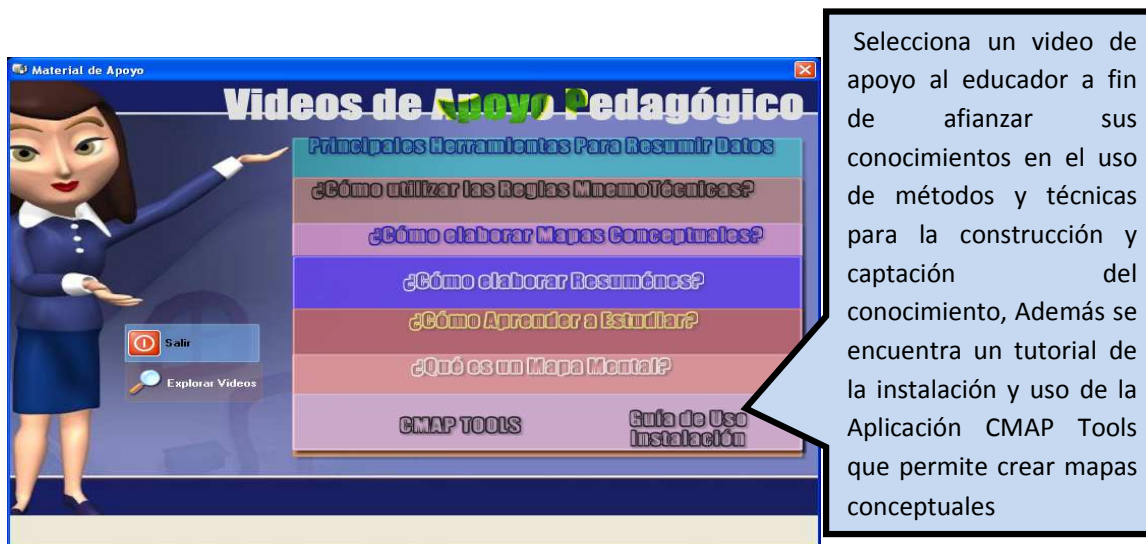 Material de Apoyo
Videos de Apoyo Pedagógico
Principales Herramientas Para Resumir Datos
¿Cómo utilizar las Reglas MnemoTécnicas?
¿Cómo elaborar Mapas Conceptuales?
¿Cómo elaborar Resuménes?
¿Cómo Aprender a Estudiar?
¿Qué es un Mapa Mental?
CMAP TOOLS
Guía de Uso
Instalación
Salir
Explorar Videos
Selecciona un video de
apoyo al educador a fin
de afianzar sus
conocimientos en el uso
de métodos y técnicas
para la construcción y
captación del
conocimiento, Además se
encuentra un tutorial de
la instalación y uso de la
Aplicación CMAP Tools
que permite crear mapas
conceptuales